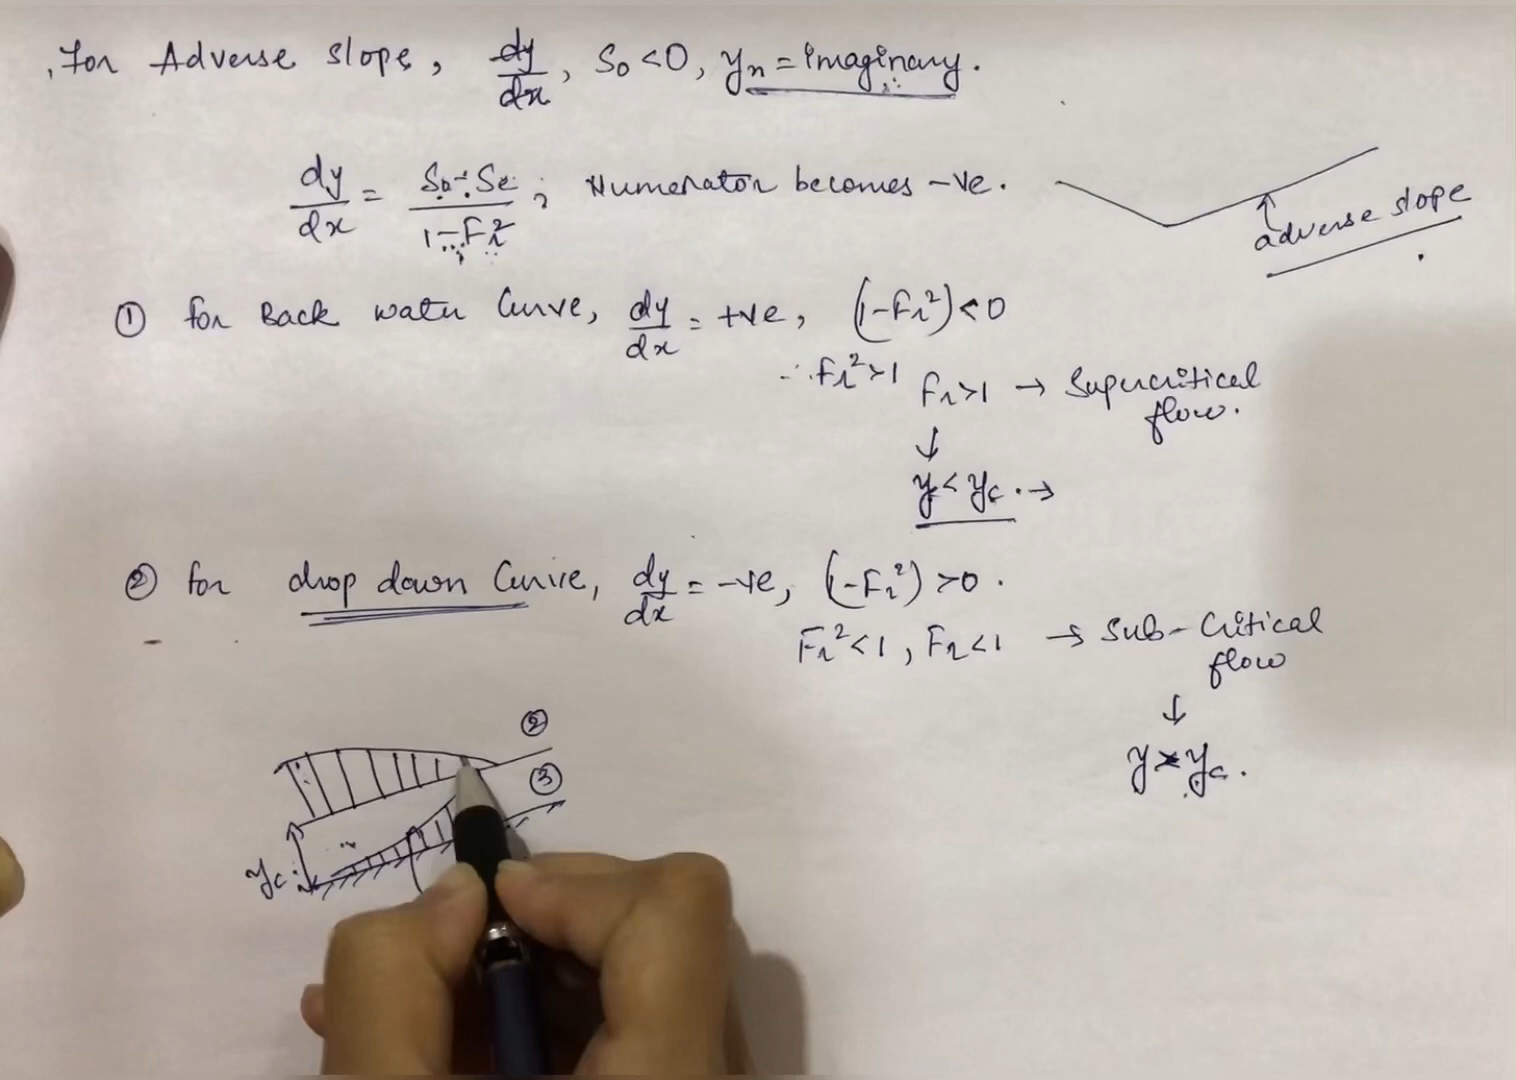 For Adverse slope, dy/dx, So<0, yn = imaginary.
dy/dx = So-Se/1-Fr² ; Numerator becomes -ve.
adverse slope
① for Back water Curve, dy/dx = +ve, (1-Fr²)<0
∴ Fr²>1 Fr>1 → Supercritical
flow.
↓
y<yc . →
② for drop down Curve, dy/dx = -ve, (1-Fr²) >0 .
Fr²<1, Fr<1 → Sub-Critical
flow
↓
②
③
yc